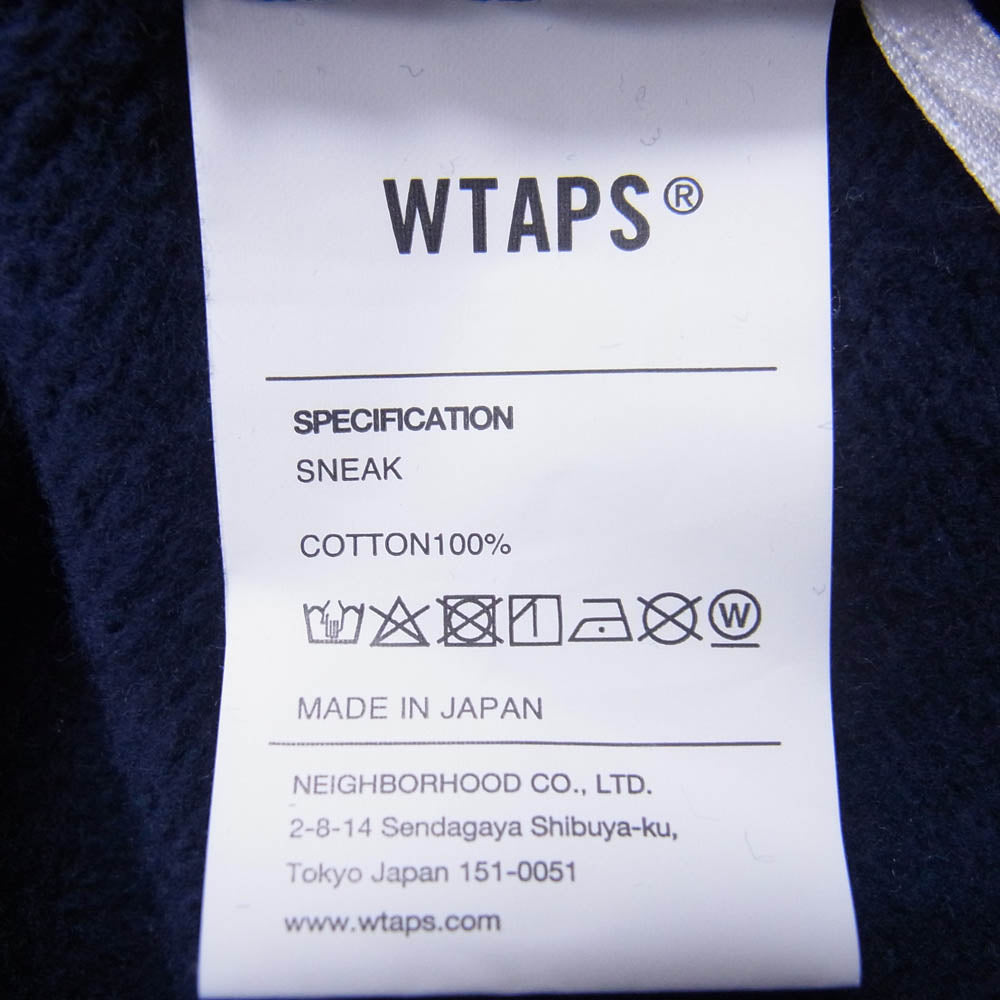 WTAPS®
SPECIFICATION
SNEAK
COTTON100%
W
MADE IN JAPAN
NEIGHBORHOOD CO., LTD.
2-8-14 Sendagaya Shibuya-ku,
Tokyo Japan 151-0051
www.wtaps.com